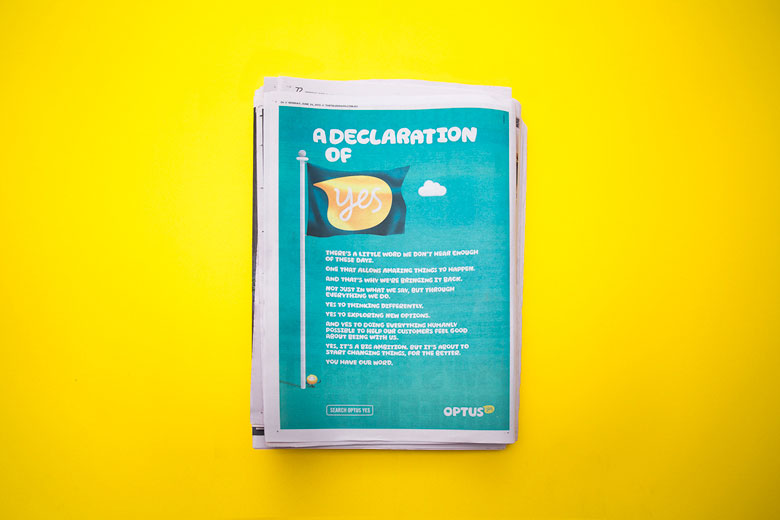 A DECLARATION
OF
yes
THERE'S A LITTLE WORD WE DON'T HEAR ENOUGH
OF THESE DAYS.
ONE THAT ALLOWS AMAZING THINGS TO HAPPEN.
AND THAT'S WHY WE'RE BRINGING IT BACK.
NOT JUST IN WHAT WE SAY, BUT THROUGH
EVERYTHING WE DO.
YES TO THINKING DIFFERENTLY.
YES TO EXPLORING NEW OPTIONS.
AND YES TO DOING EVERYTHING HUMANLY
POSSIBLE TO HELP OUR CUSTOMERS FEEL GOOD
ABOUT BEING WITH US.
YES, IT'S A BIG AMBITION. BUT IT'S ABOUT TO
START CHANGING THINGS, FOR THE BETTER.
YOU HAVE OUR WORD.
SEARCH OPTUS YES
OPTUS yes